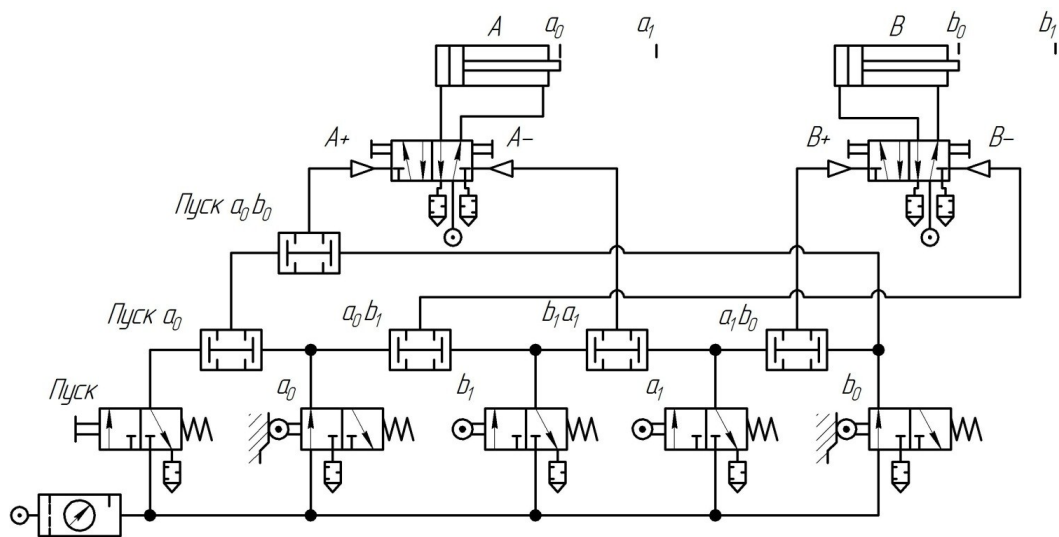 A a₀ a₁ B b₀ b₁
A+ A− B+ B−
Пуск a₀b₀
Пуск a₀ a₀b₁ b₁a₁ a₁b₀
Пуск a₀ b₁ a₁ b₀